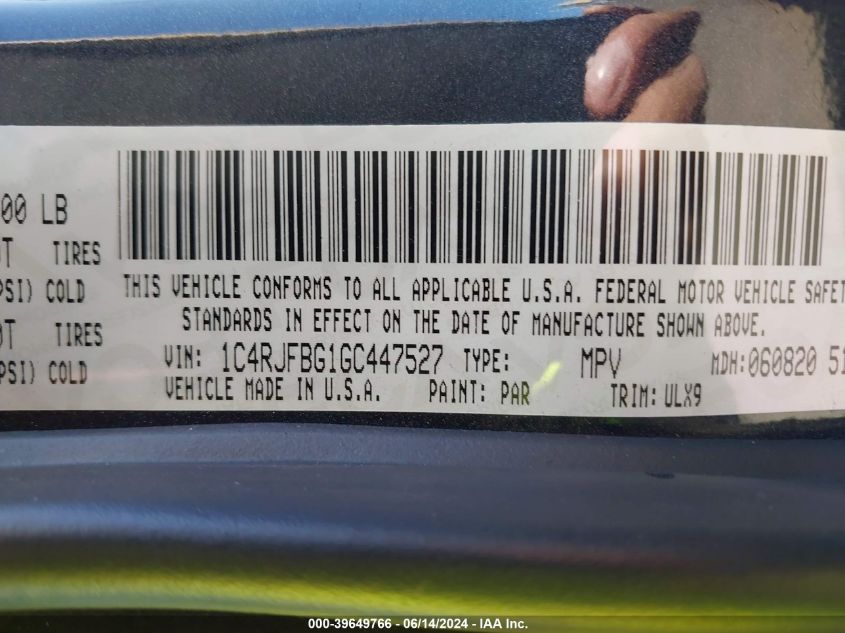 00 LB
TIRES
PSI) COLD
TIRES
PSI) COLD
THIS VEHICLE CONFORMS TO ALL APPLICABLE U.S.A. FEDERAL MOTOR VEHICLE SAFET
STANDARDS IN EFFECT ON THE DATE OF MANUFACTURE SHOWN ABOVE.
VIN: 1C4RJFBG1GC447527 TYPE: MPV MDH:060820 51
VEHICLE MADE IN U.S.A. PAINT: PAR TRIM: ULX9
000-39649766 - 06/14/2024 - IAA Inc.